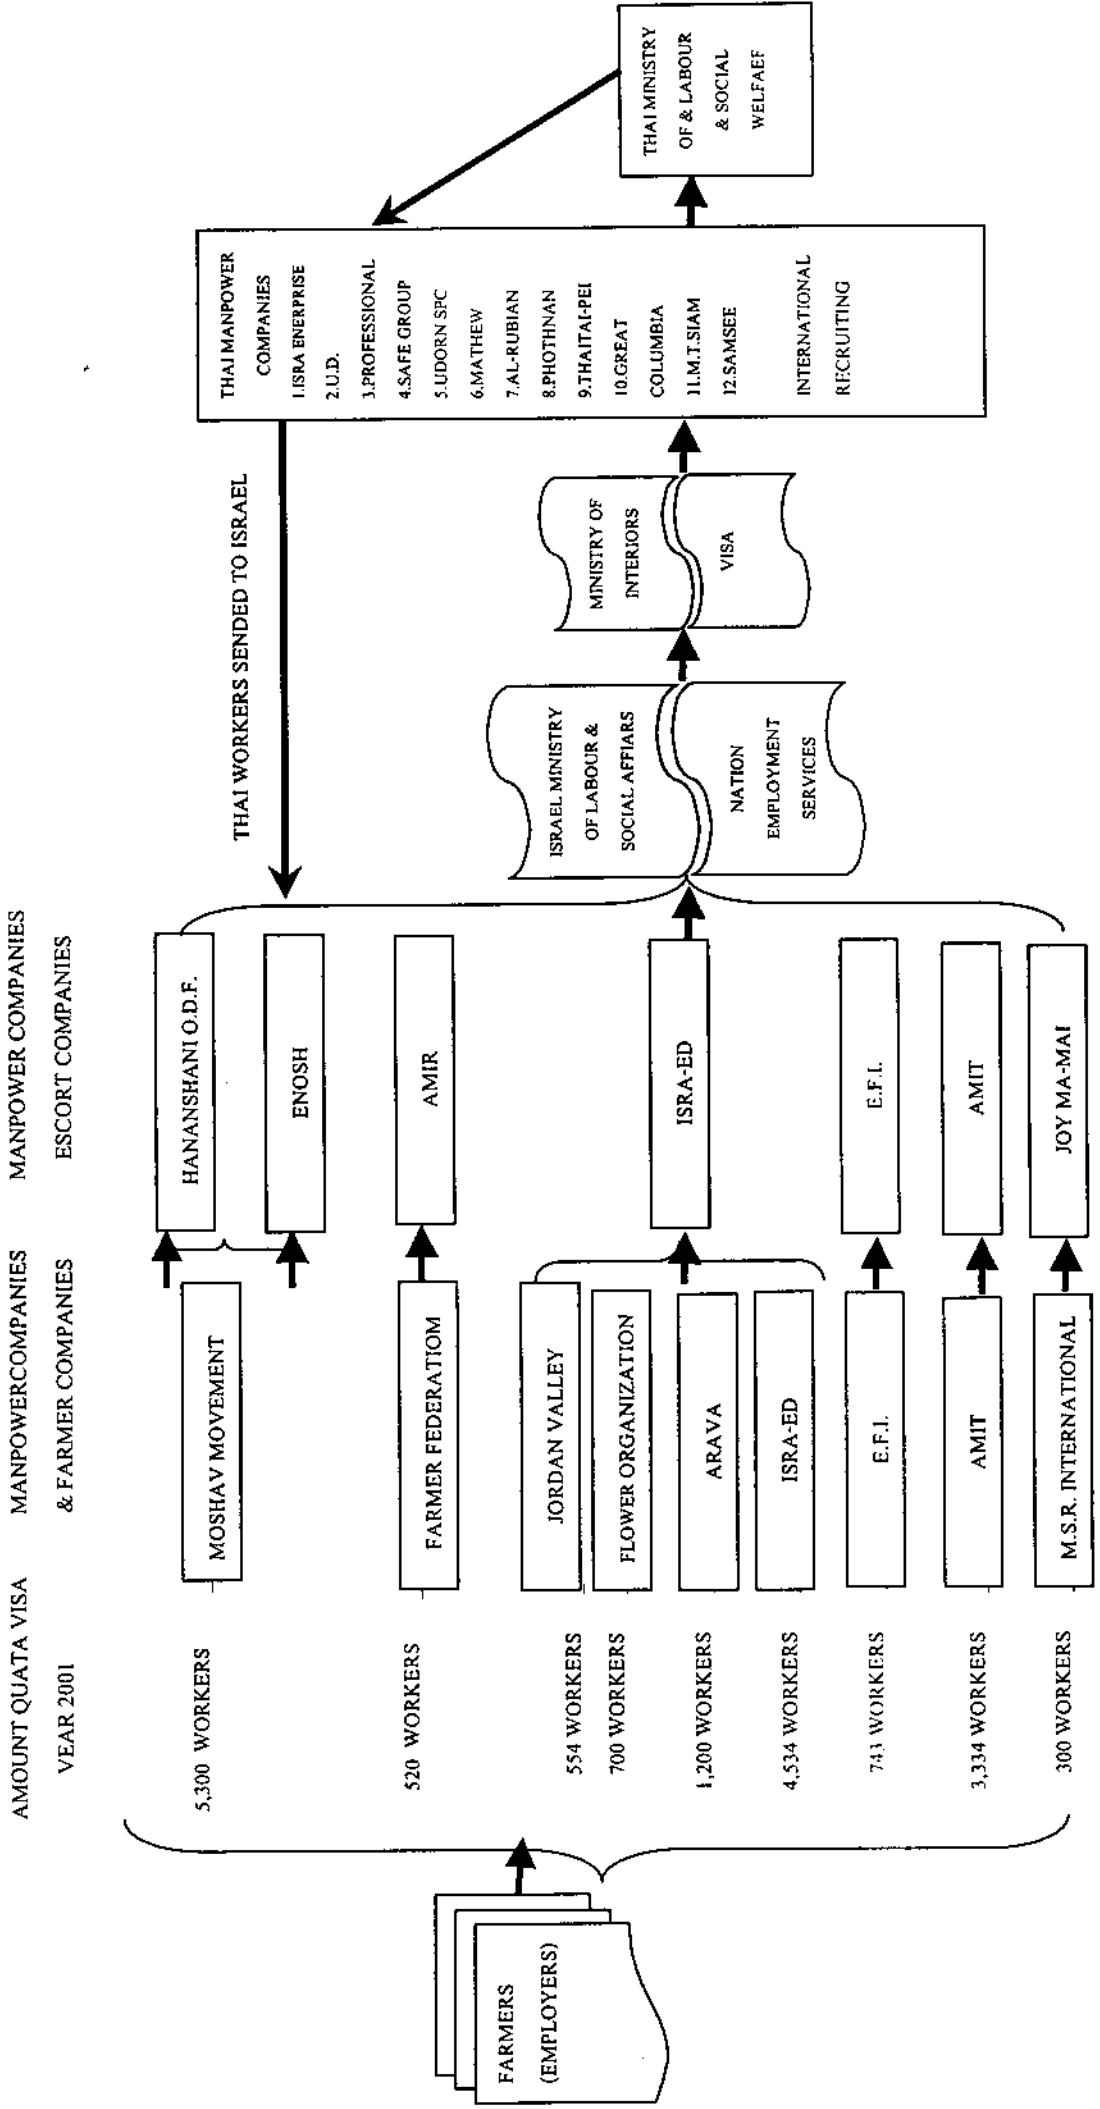 AMOUNT QUATA VISA
VEAR 2001
MANPOWERCOMPANIES
& FARMER COMPANIES
MANPOWER COMPANIES
ESCORT COMPANIES
FARMERS
(EMPLOYERS)
5,300 WORKERS
520 WORKERS
554 WORKERS
700 WORKERS
1,200 WORKERS
4,534 WORKERS
743 WORKERS
3,334 WORKERS
300 WORKERS
MOSHAV MOVEMENT
FARMER FEDERATIOM
JORDAN VALLEY
FLOWER ORGANIZATION
ARAVA
ISRA-ED
E.F.I.
AMIT
M.S.R. INTERNATIONAL
HANANSHANI O.D.F.
ENOSH
AMIR
ISRA-ED
E.F.I.
AMIT
JOY MA-MAI
THAI WORKERS SENDED TO ISRAEL
ISRAEL MINISTRY
OF LABOUR &
SOCIAL AFFIARS
NATION
EMPLOYMENT
SERVICES
MINISTRY OF
INTERIORS
VISA
THAI MANPOWER
COMPANIES
1.ISRA ENERPRISE
2.U.D.
3.PROFESSIONAL
4.SAFE GROUP
5.UDORN SPC
6.MATHEW
7.AL-RUBIAN
8.PHOTHNAN
9.THAITAI-PEI
10.GREAT
COLUMBIA
11.M.T.SIAM
12.SAMSEE
INTERNATIONAL
RECRUITING
THAI MINISTRY
OF & LABOUR
& SOCIAL
WELFAEF